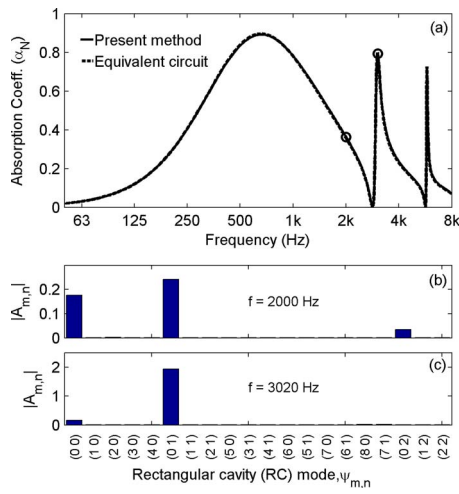 (a)
Present method
Equivalent circuit
Absorption Coeff. (α_N)
1
0.8
0.6
0.4
0.2
0
63 125 250 500 1k 2k 4k 8k
Frequency (Hz)
(b)
|A_m,n|
0.2
0.1
0
f = 2000 Hz
(c)
|A_m,n|
2
1
0
f = 3020 Hz
(0 0) (1 0) (2 0) (3 0) (4 0) (0 1) (1 1) (2 1) (5 0) (3 1) (6 0) (4 1) (5 1) (7 0) (6 1) (8 0) (7 1) (0 2) (1 2) (2 2)
Rectangular cavity (RC) mode,ψ_m,n